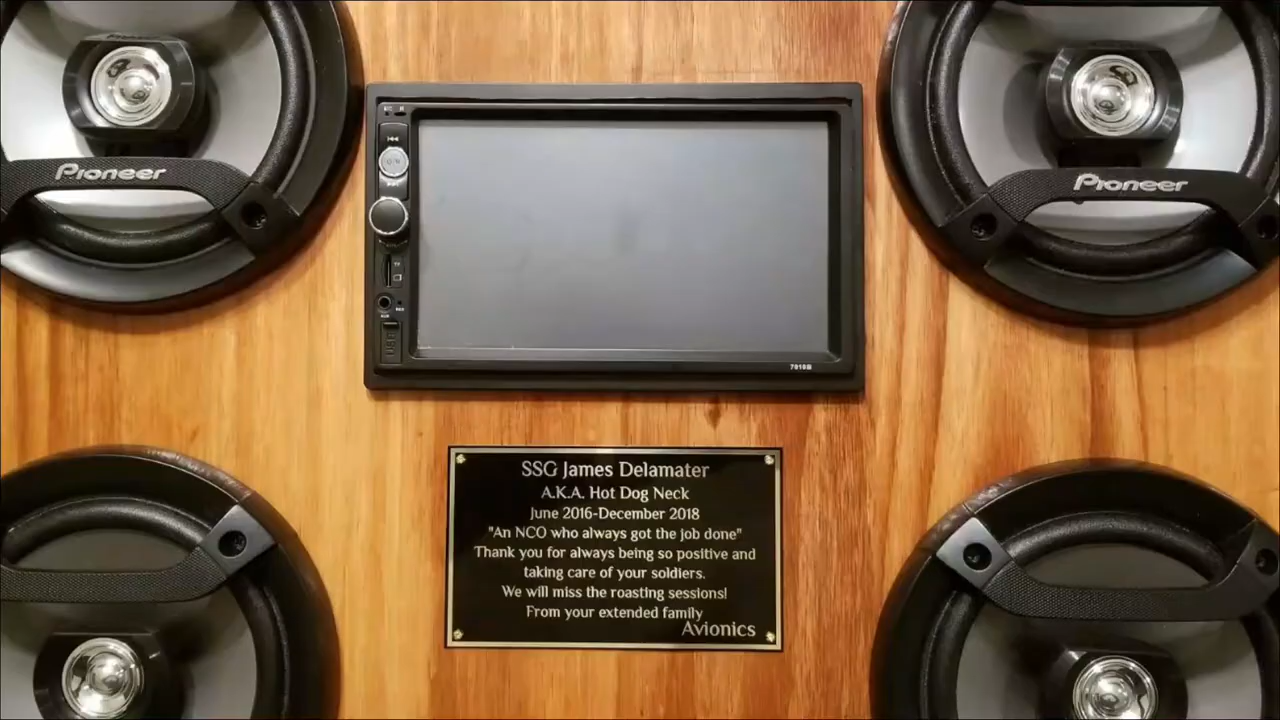 Pioneer
Pioneer
7010B
SSG James Delamater
A.K.A. Hot Dog Neck
June 2016-December 2018
"An NCO who always got the job done"
Thank you for always being so positive and
taking care of your soldiers.
We will miss the roasting sessions!
From your extended family
Avionics